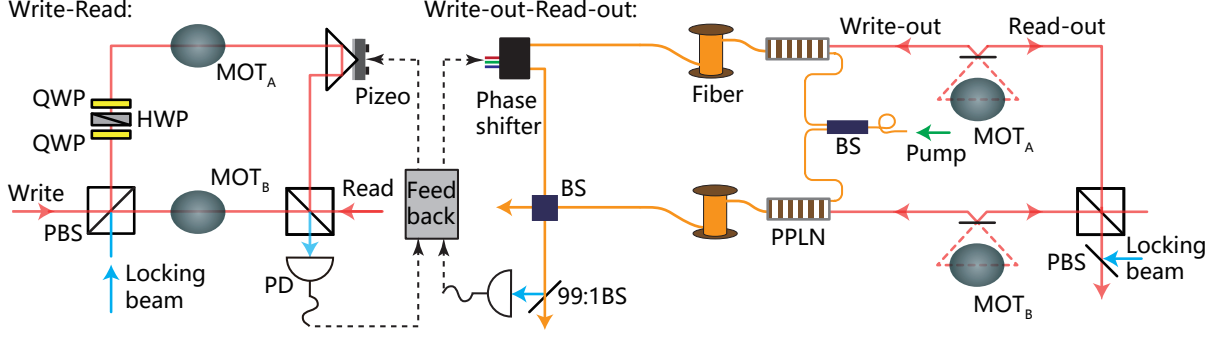 Write-Read:
Write-out-Read-out:
MOT_A
Pizeo
QWP
HWP
QWP
Write
PBS
MOT_B
Read
Locking
beam
PD
Feed
back
Phase
shifter
Fiber
Write-out
Read-out
MOT_A
BS
Pump
BS
PPLN
MOT_B
PBS
Locking
beam
99:1BS